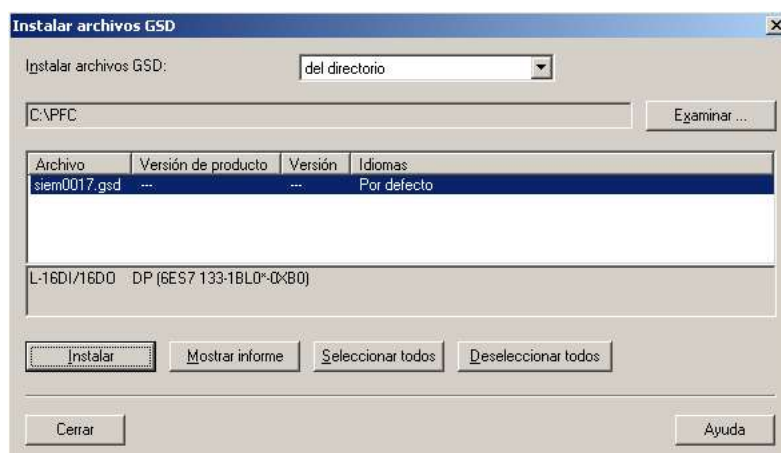 Instalar archivos GSD
Instalar archivos GSD: del directorio
C:\PFC Examinar ...
Archivo Versión de producto Versión Idiomas
siem0017.gsd --- --- Por defecto
L-16DI/16DO DP (6ES7 133-1BL0*-0XB0)
Instalar Mostrar informe Seleccionar todos Deseleccionar todos
Cerrar Ayuda